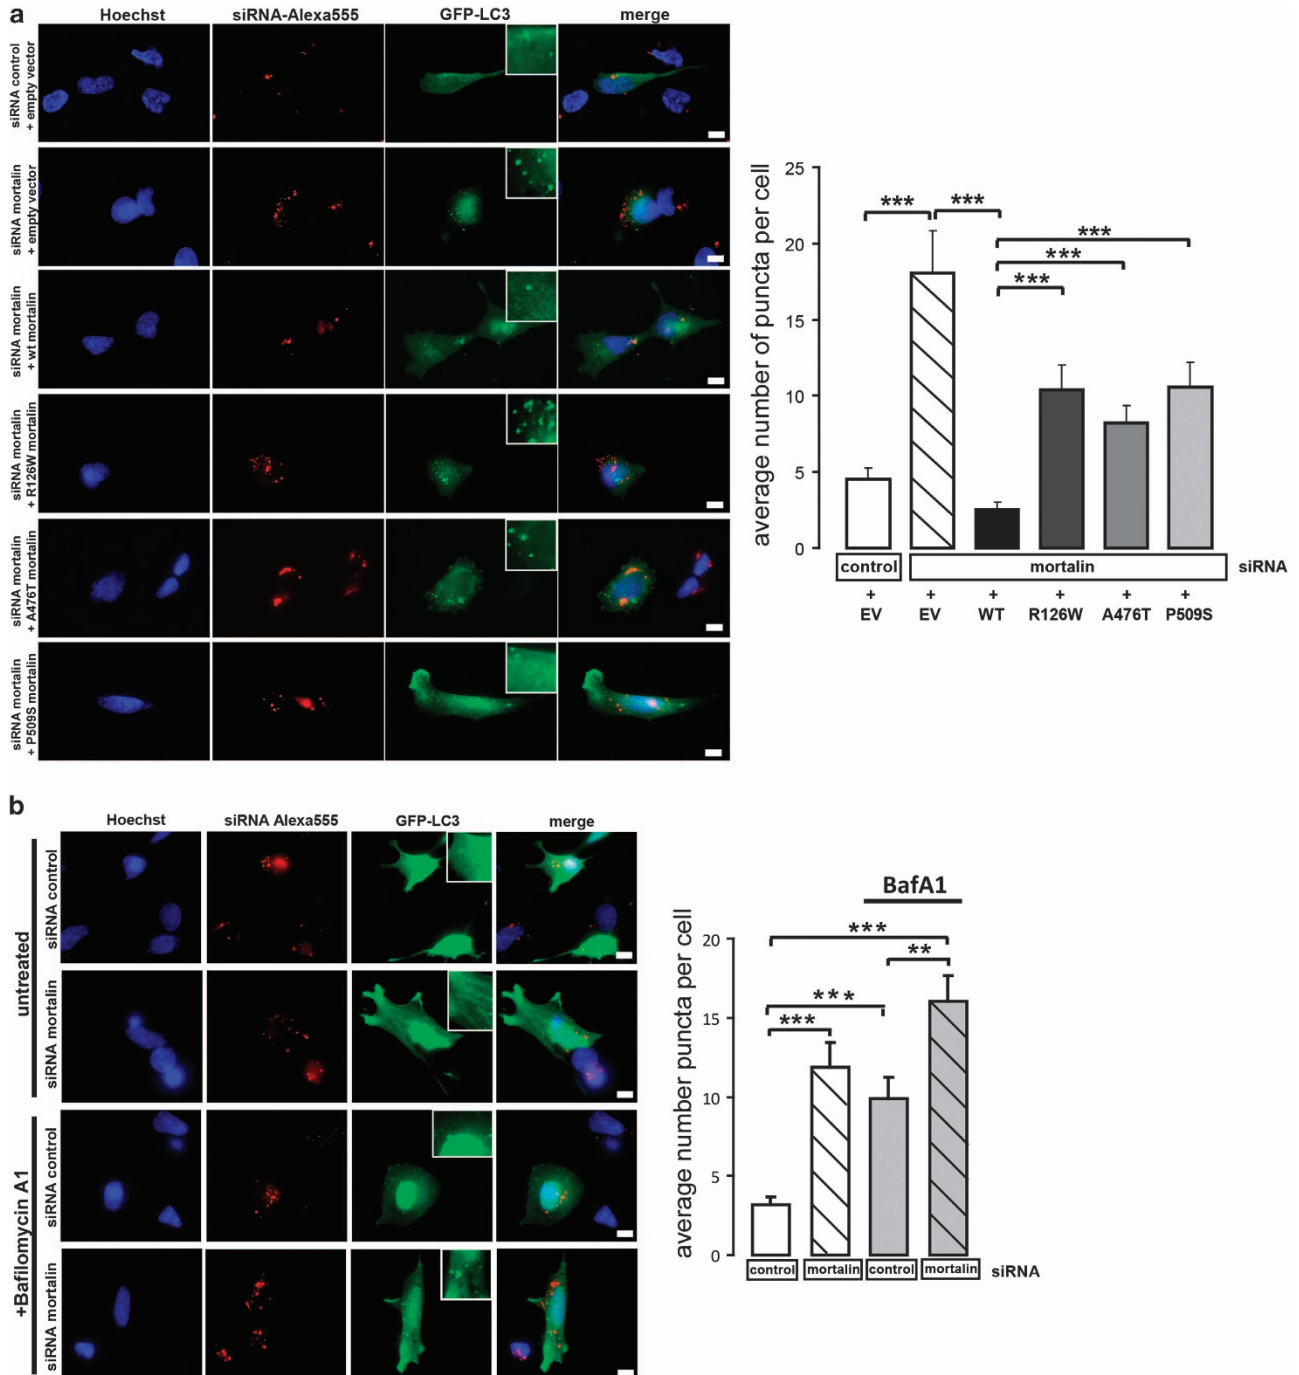 a
Hoechst siRNA-Alexa555 GFP-LC3 merge
siRNA control
+ empty vector
siRNA mortalin
+ empty vector
siRNA mortalin
+ wt mortalin
siRNA mortalin
+ R126W mortalin
siRNA mortalin
+ A476T mortalin
siRNA mortalin
+ P509S mortalin
average number of puncta per cell
25
20
15
10
5
0
*** ***
***
***
***
control mortalin siRNA
+ + + + + +
EV EV WT R126W A476T P509S
b
Hoechst siRNA Alexa555 GFP-LC3 merge
untreated
siRNA control
siRNA mortalin
+Bafilomycin A1
siRNA control
siRNA mortalin
BafA1
average number puncta per cell
20
15
10
5
0
***
**
***
***
control mortalin control mortalin siRNA